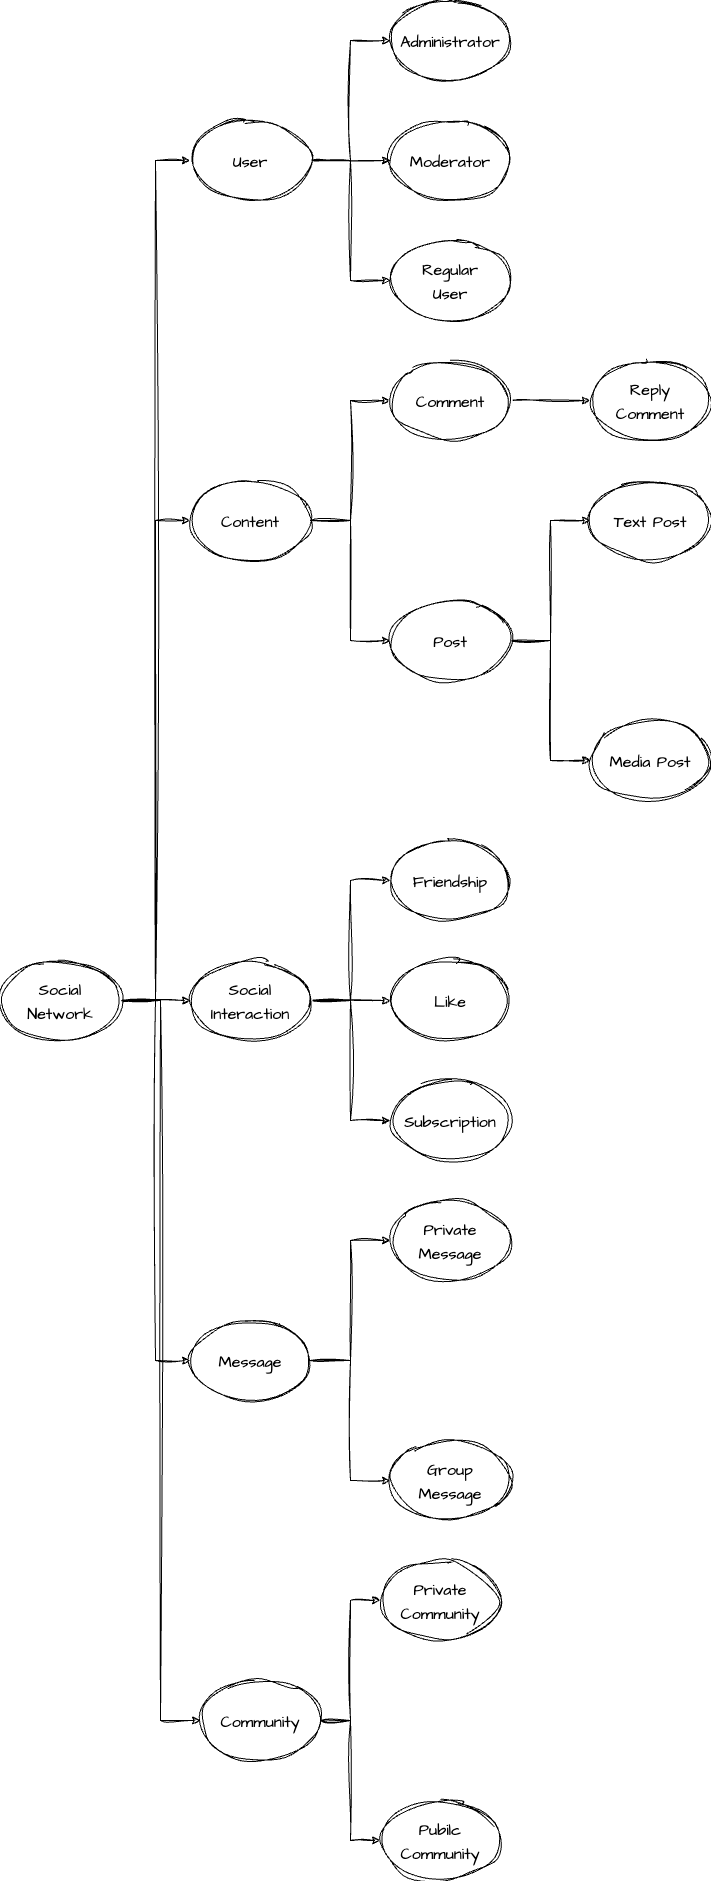 Administrator
User
Moderator
Regular
User
Comment
Reply
Comment
Content
Text Post
Post
Media Post
Friendship
Social
Network
Social
Interaction
Like
Subscription
Private
Message
Message
Group
Message
Private
Community
Community
Pubilc
Community